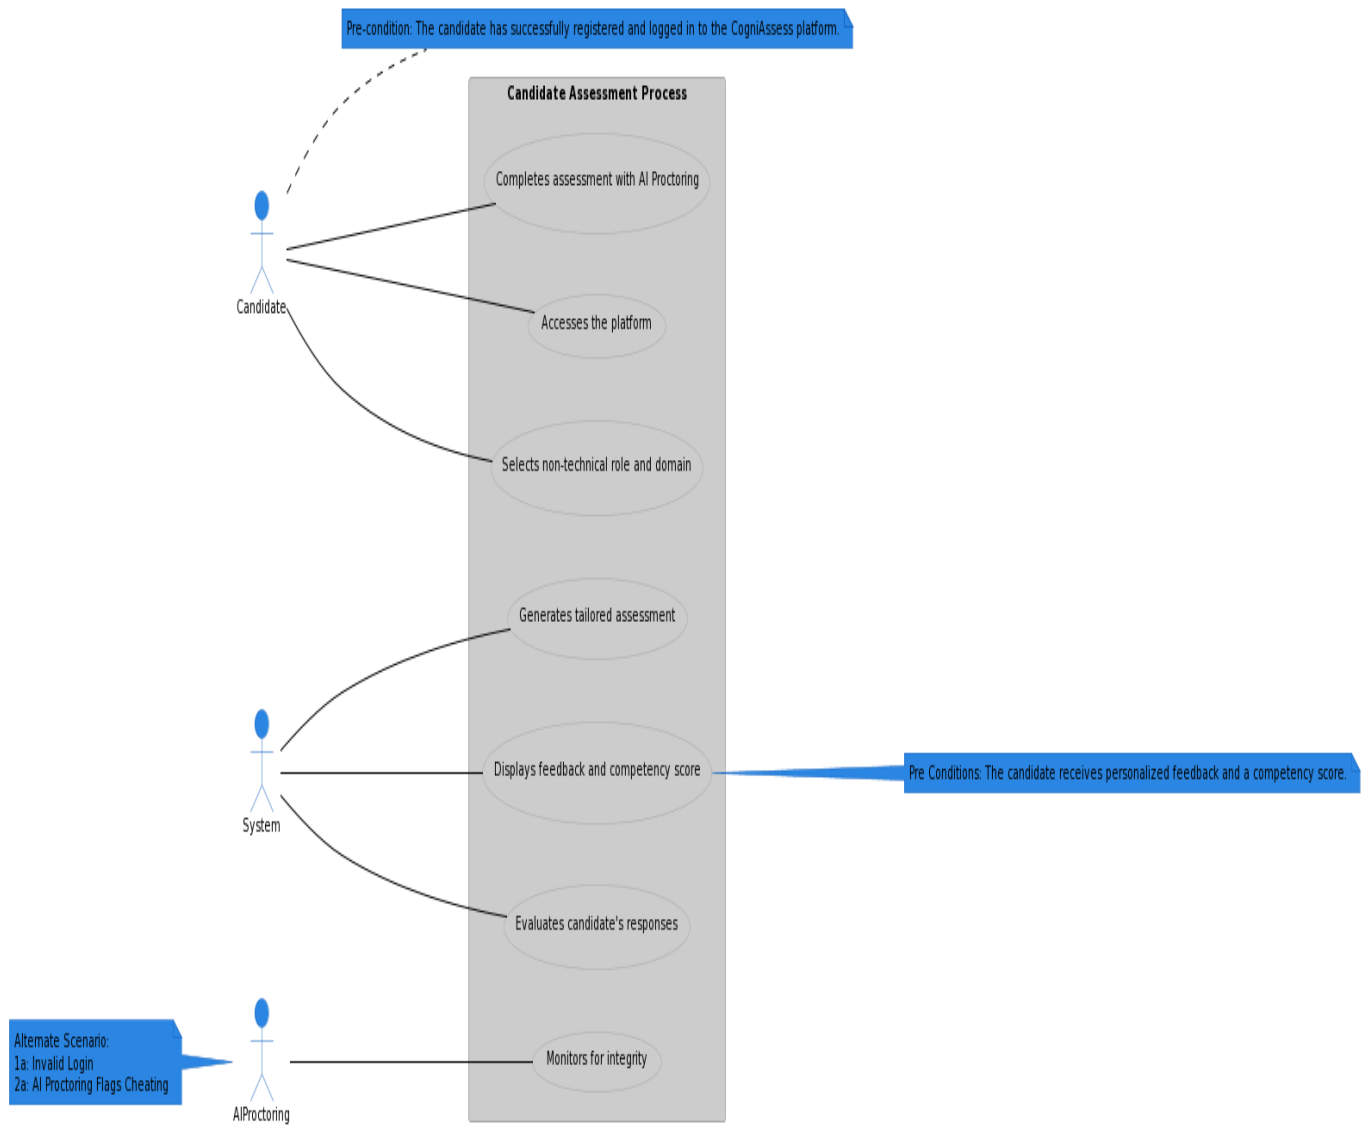 Pre-condition: The candidate has successfully registered and logged in to the CogniAssess platform.
Candidate Assessment Process
Completes assessment with AI Proctoring
Candidate
Accesses the platform
Selects non-technical role and domain
Generates tailored assessment
Displays feedback and competency score
Pre Conditions: The candidate receives personalized feedback and a competency score.
System
Evaluates candidate's responses
Alternate Scenario:
1a: Invalid Login
2a: AI Proctoring Flags Cheating
Monitors for integrity
AIProctoring